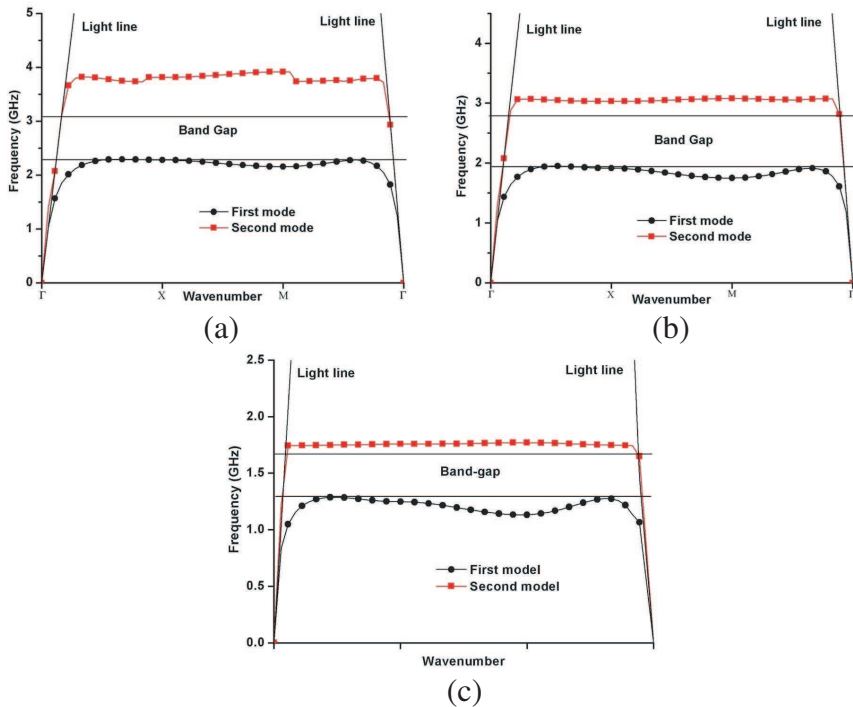 Light line
Light line
5
4
3
2
1
0
Frequency (GHz)
Band Gap
First mode
Second mode
Γ
X
M
Γ
Wavenumber
(a)
Light line
Light line
4
3
2
1
0
Frequency (GHz)
Band Gap
First mode
Second mode
Γ
X
M
Γ
Wavenumber
(b)
Light line
Light line
2.5
2.0
1.5
1.0
0.5
0.0
Frequency (GHz)
Band-gap
First model
Second model
Wavenumber
(c)